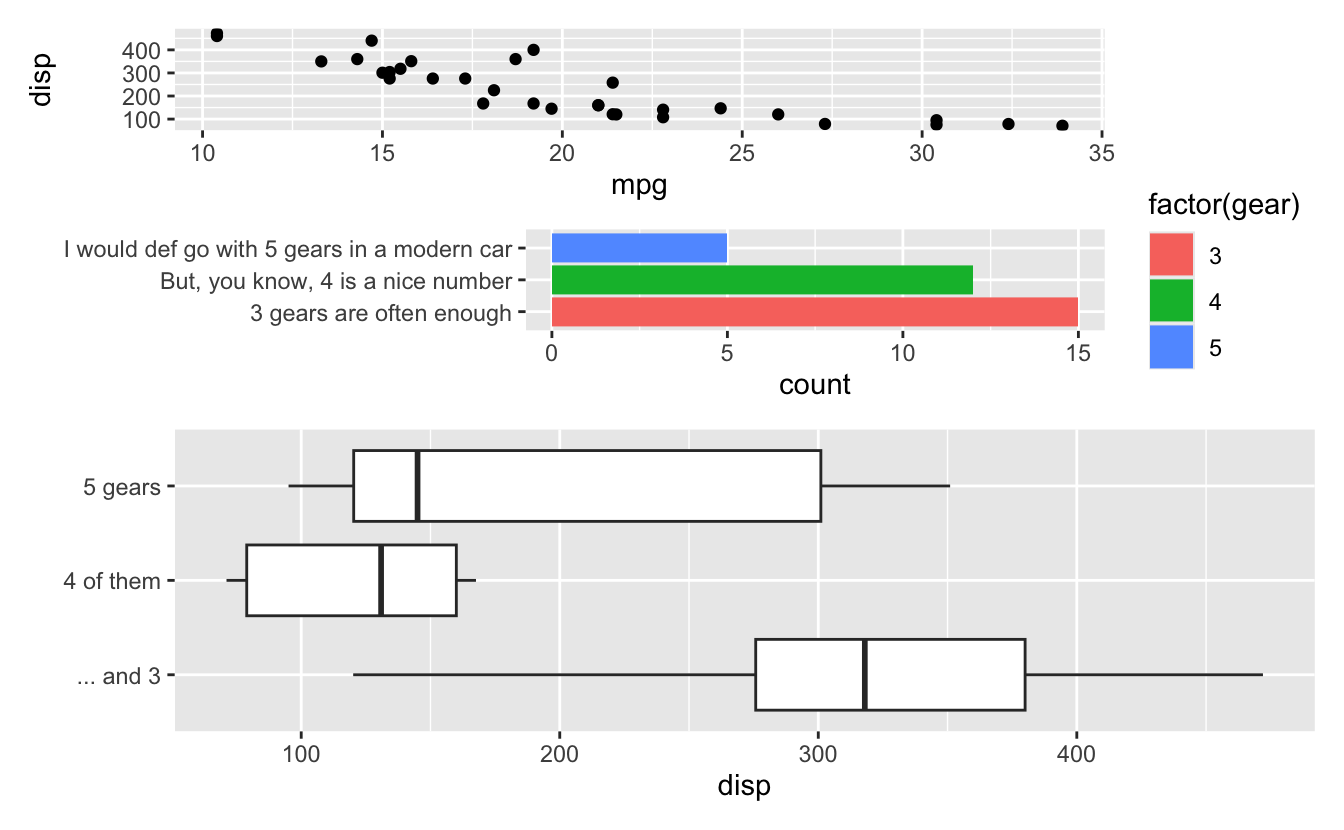 disp
400
300
200
100
10 15 20 25 30 35
mpg
I would def go with 5 gears in a modern car
But, you know, 4 is a nice number
3 gears are often enough
0 5 10 15
count
factor(gear)
3
4
5
5 gears
4 of them
... and 3
100 200 300 400
disp